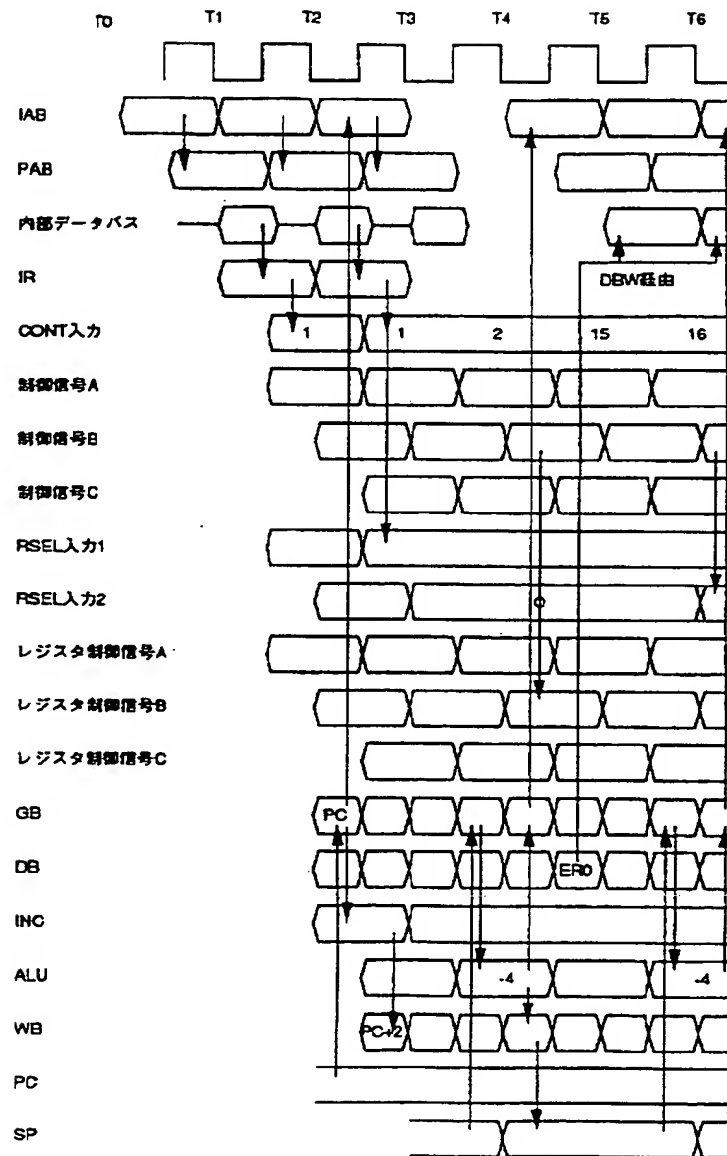 T0 T1 T2 T3 T4 T5 T6
IAB
PAB
内部データバス
IR
DBW経由
CONT入力 1 1 2 15 16
制御信号A
制御信号B
制御信号C
RSEL入力1
RSEL入力2
レジスタ制御信号A
レジスタ制御信号B
レジスタ制御信号C
GB PC
DB ER0
INC
ALU -4 -4
WB PC+2
PC
SP